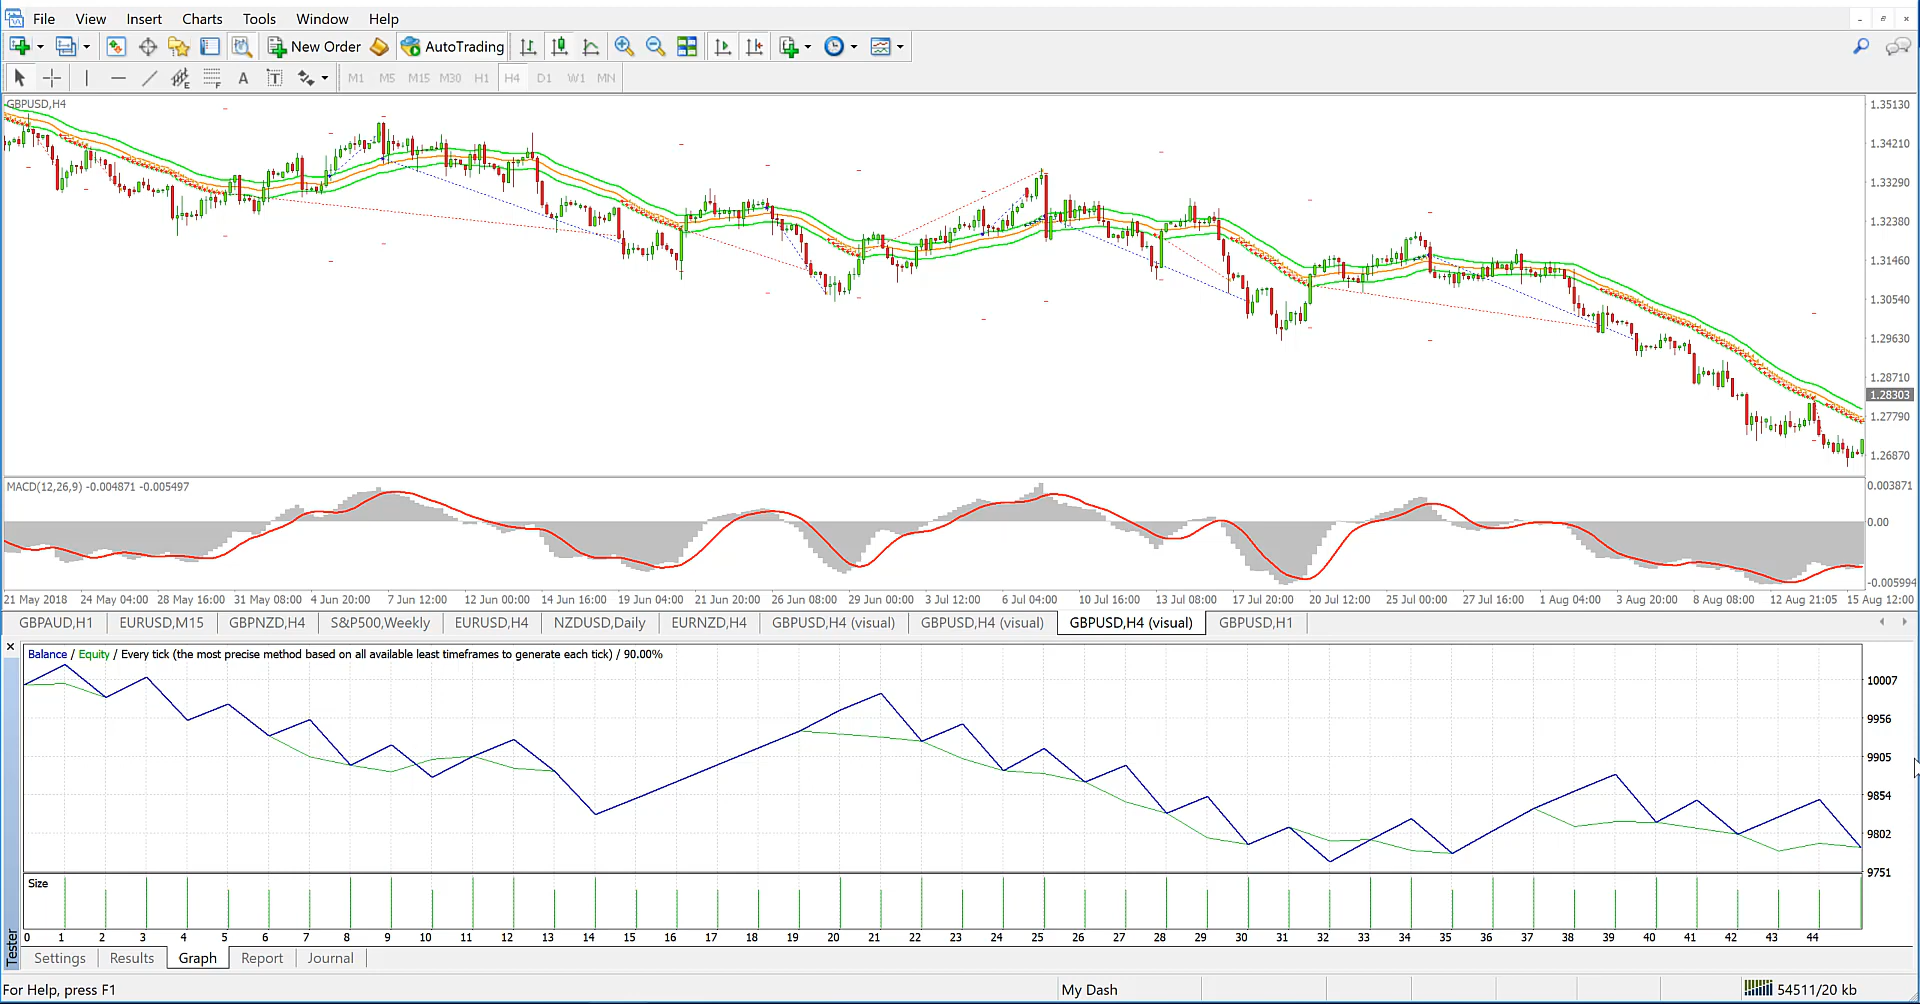 File View Insert Charts Tools Window Help
New Order AutoTrading
A T E F M1 M5 M15 M30 H1 H4 D1 W1 MN
GBPUSD,H4
1.35130
1.34210
1.33290
1.32380
1.31460
1.30540
1.29630
1.28710
1.28303
1.27790
1.26870
MACD(12,26,9) -0.004871 -0.005497
0.003871
0.00
-0.005994
21 May 2018 24 May 04:00 28 May 16:00 31 May 08:00 4 Jun 20:00 7 Jun 12:00 12 Jun 00:00 14 Jun 16:00 19 Jun 04:00 21 Jun 20:00 26 Jun 08:00 29 Jun 00:00 3 Jul 12:00 6 Jul 04:00 10 Jul 16:00 13 Jul 08:00 17 Jul 20:00 20 Jul 12:00 25 Jul 00:00 27 Jul 16:00 1 Aug 04:00 3 Aug 20:00 8 Aug 08:00 12 Aug 21:05 15 Aug 12:00
GBPAUD,H1 EURUSD,M15 GBPNZD,H4 S&P500,Weekly EURUSD,H4 NZDUSD,Daily EURNZD,H4 GBPUSD,H4 (visual) GBPUSD,H4 (visual) GBPUSD,H4 (visual) GBPUSD,H1
Balance / Equity / Every tick (the most precise method based on all available least timeframes to generate each tick) / 90.00%
10007
9956
9905
9854
9802
9751
Size
0 1 2 3 4 5 6 7 8 9 10 11 12 13 14 15 16 17 18 19 20 21 22 23 24 25 26 27 28 29 30 31 32 33 34 35 36 37 38 39 40 41 42 43 44
Tester
Settings Results Graph Report Journal
For Help, press F1 My Dash 54511/20 kb